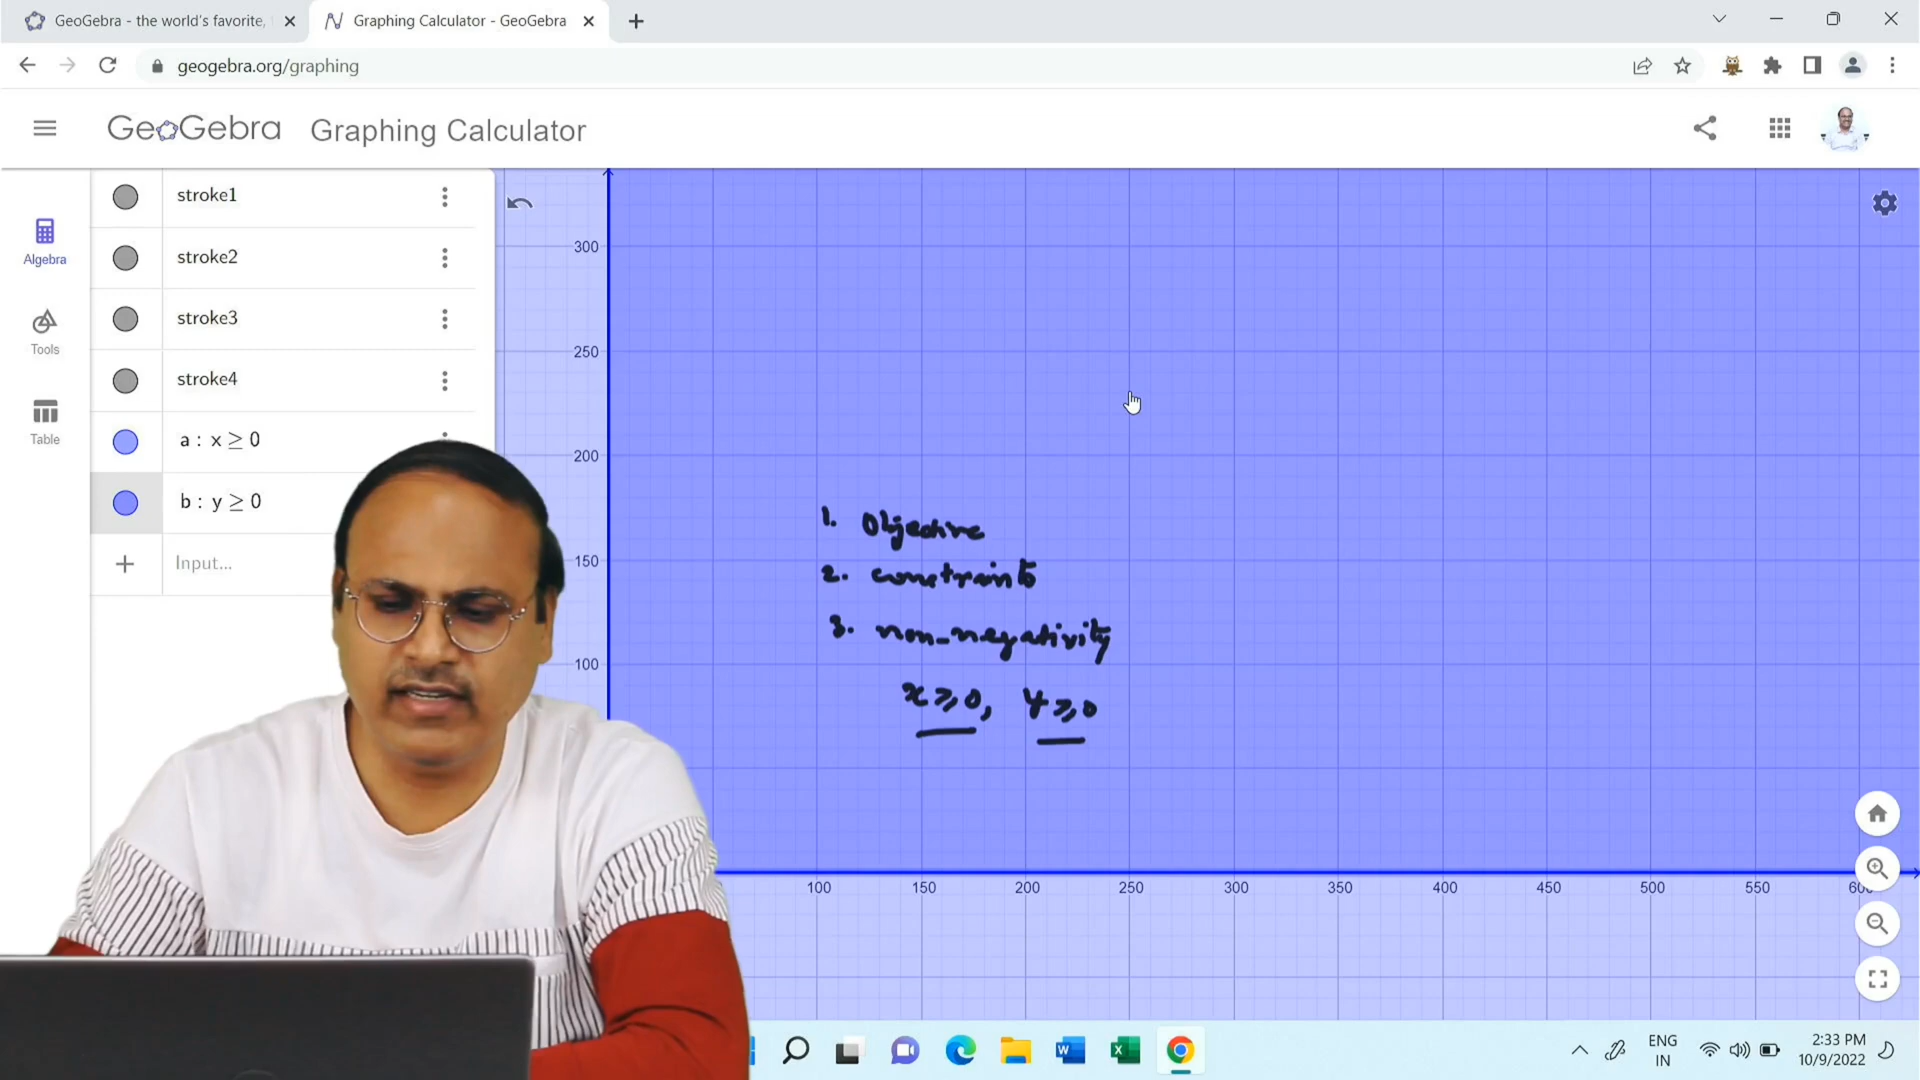 GeoGebra - the world's favorite,
Graphing Calculator - GeoGebra
geogebra.org/graphing
GeoGebra Graphing Calculator
Algebra
Tools
Table
stroke1
stroke2
stroke3
stroke4
a : x ≥ 0
b : y ≥ 0
Input...
300
250
200
150
100
1. Objective
2. constraints
3. non-negativity
x ≥ 0, y ≥ 0
100 150 200 250 300 350 400 450 500 550 600
ENG
IN
2:33 PM
10/9/2022